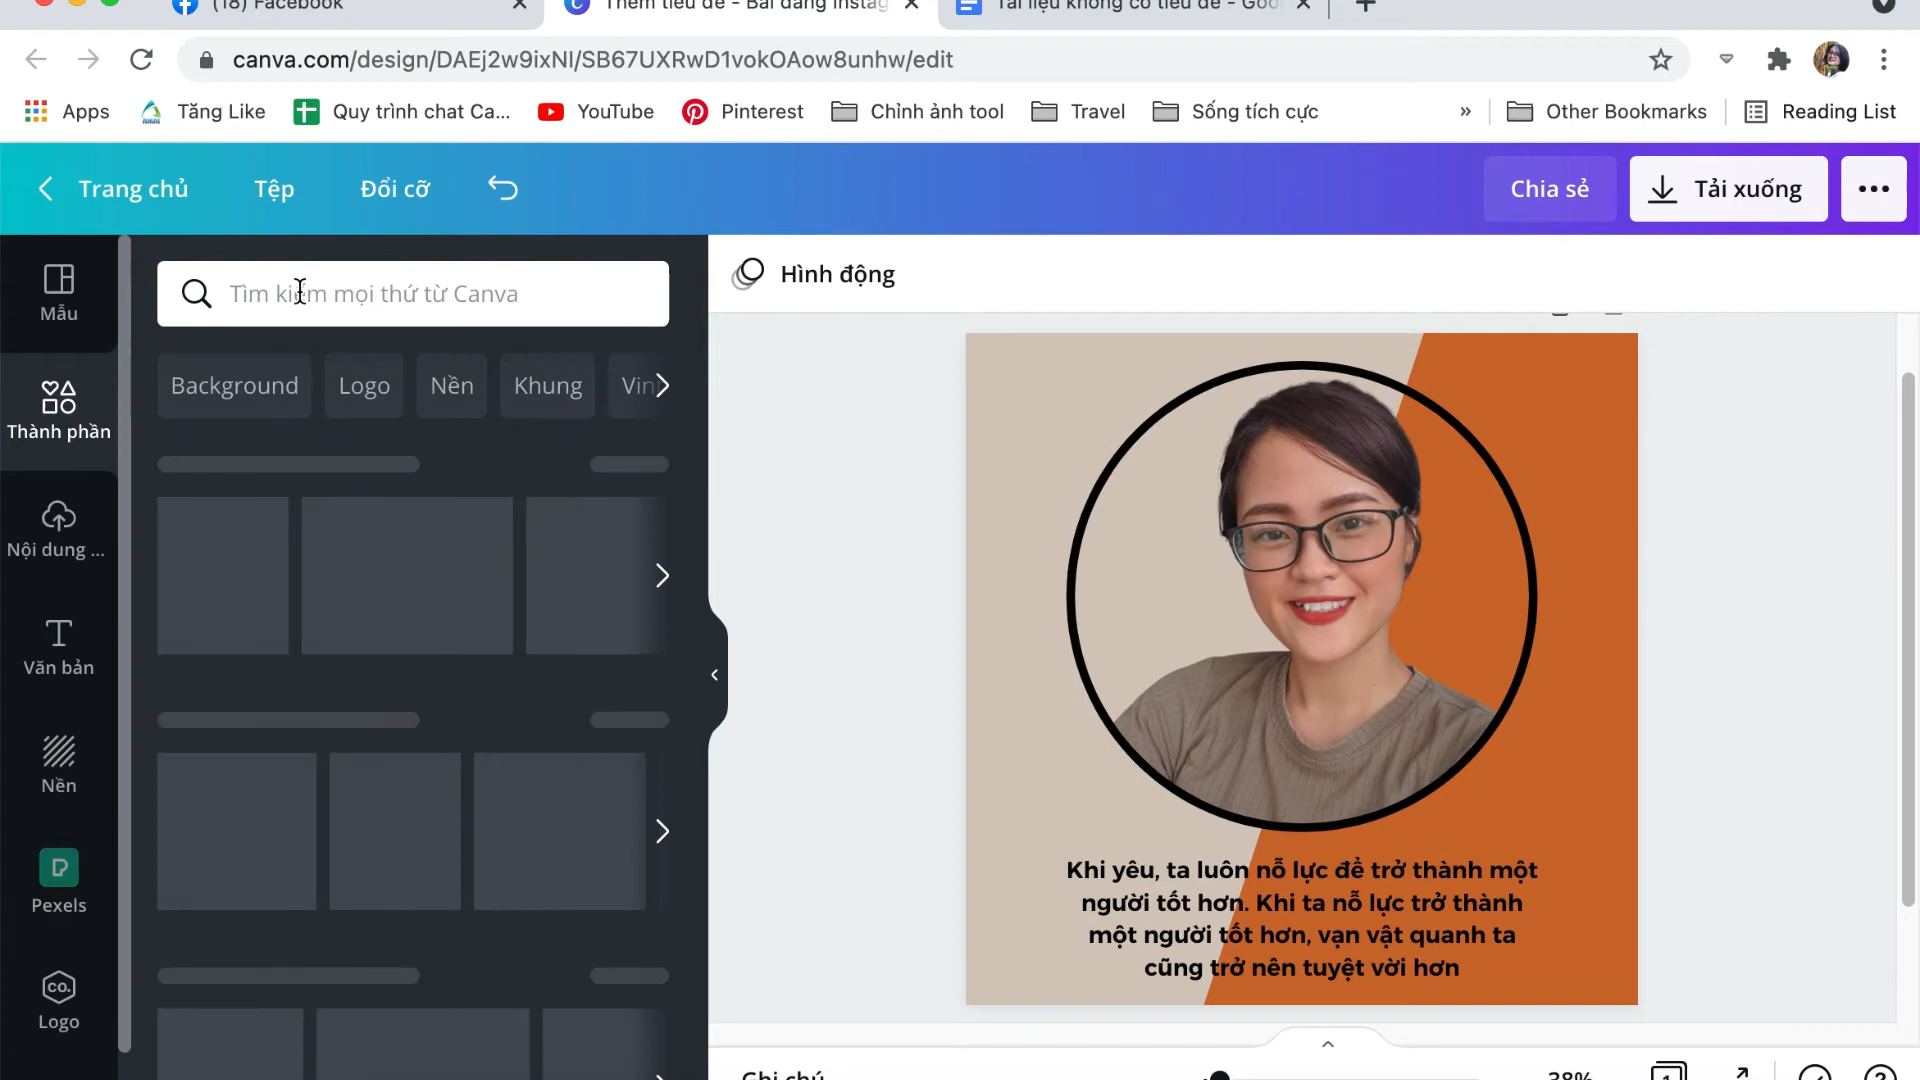 (18) Facebook
Thêm tiêu đề - Bài đăng Instag
Tài liệu không có tiêu đề - Goo
canva.com/design/DAEj2w9ixNI/SB67UXRwD1vokOAow8unhw/edit
Apps
Tăng Like
Quy trình chat Ca...
YouTube
Pinterest
Chỉnh ảnh tool
Travel
Sống tích cực
»
Other Bookmarks
Reading List
Trang chủ
Tệp
Đổi cỡ
Chia sẻ
Tải xuống
Mẫu
Thành phần
Nội dung ...
Văn bản
Nền
Pexels
CO.
Logo
Tìm kiếm mọi thứ từ Canva
Background
Logo
Nền
Khung
Vin
Hình động
Khi yêu, ta luôn nỗ lực để trở thành một
người tốt hơn. Khi ta nỗ lực trở thành
một người tốt hơn, vạn vật quanh ta
cũng trở nên tuyệt vời hơn
Ghi chú
38%
1